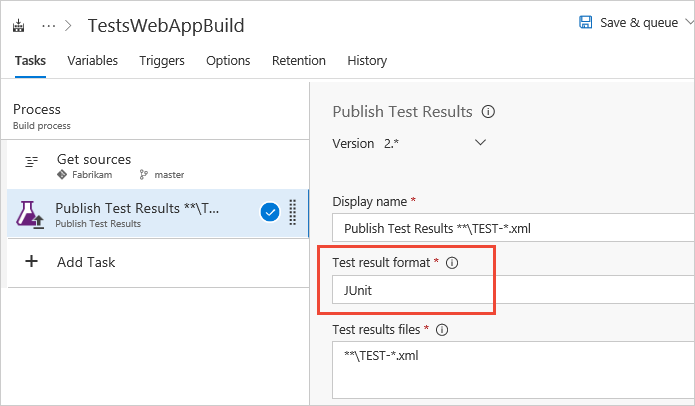 ··· > TestsWebAppBuild
Save & queue
Tasks Variables Triggers Options Retention History
Process
Build process
Get sources
Fabrikam master
Publish Test Results **\T...
Publish Test Results
+ Add Task
Publish Test Results
Version 2.*
Display name *
Publish Test Results **\TEST-*.xml
Test result format *
JUnit
Test results files *
**\TEST-*.xml